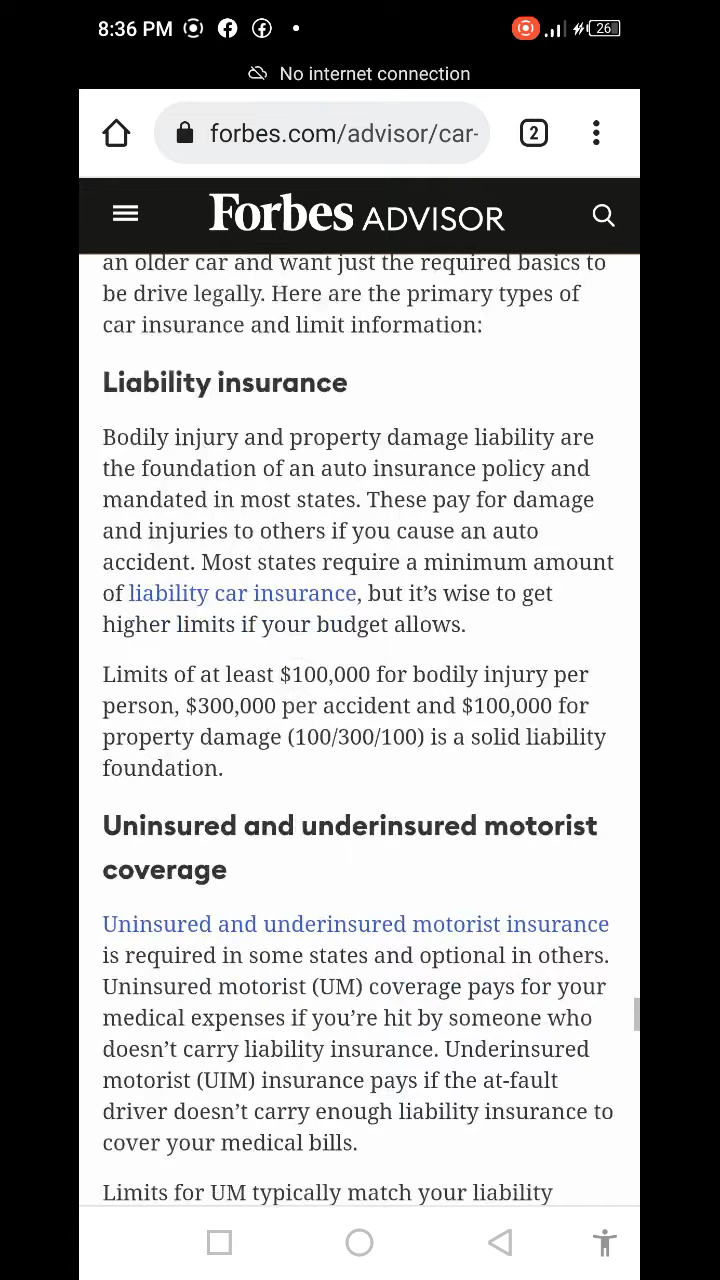 8:36 PM
26
No internet connection
forbes.com/advisor/car-
2
Forbes ADVISOR
an older car and want just the required basics to
be drive legally. Here are the primary types of
car insurance and limit information:
Liability insurance
Bodily injury and property damage liability are
the foundation of an auto insurance policy and
mandated in most states. These pay for damage
and injuries to others if you cause an auto
accident. Most states require a minimum amount
of liability car insurance, but it’s wise to get
higher limits if your budget allows.
Limits of at least $100,000 for bodily injury per
person, $300,000 per accident and $100,000 for
property damage (100/300/100) is a solid liability
foundation.
Uninsured and underinsured motorist
coverage
Uninsured and underinsured motorist insurance
is required in some states and optional in others.
Uninsured motorist (UM) coverage pays for your
medical expenses if you’re hit by someone who
doesn’t carry liability insurance. Underinsured
motorist (UIM) insurance pays if the at-fault
driver doesn’t carry enough liability insurance to
cover your medical bills.
Limits for UM typically match your liability